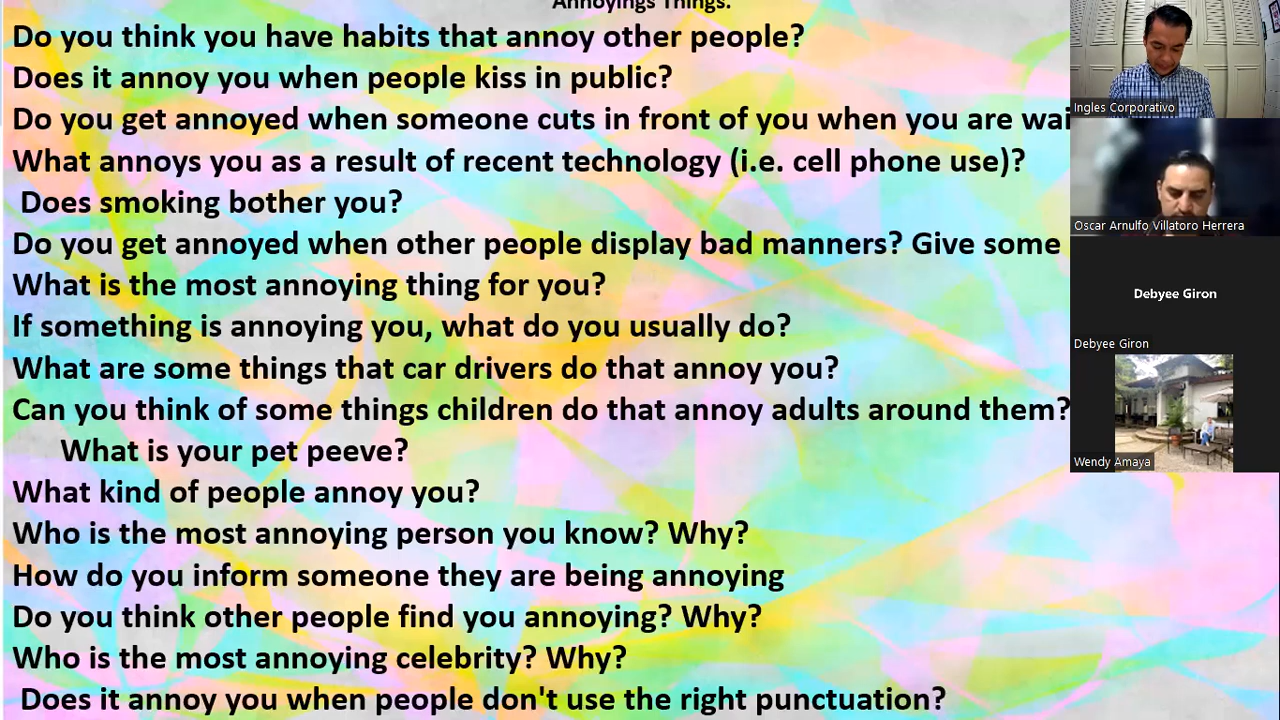 Annoyings Things.
Do you think you have habits that annoy other people?
Does it annoy you when people kiss in public?
Do you get annoyed when someone cuts in front of you when you are wai
What annoys you as a result of recent technology (i.e. cell phone use)?
Does smoking bother you?
Do you get annoyed when other people display bad manners? Give some
What is the most annoying thing for you?
If something is annoying you, what do you usually do?
What are some things that car drivers do that annoy you?
Can you think of some things children do that annoy adults around them?
What is your pet peeve?
What kind of people annoy you?
Who is the most annoying person you know? Why?
How do you inform someone they are being annoying
Do you think other people find you annoying? Why?
Who is the most annoying celebrity? Why?
Does it annoy you when people don't use the right punctuation?
Ingles Corporativo
Oscar Arnulfo Villatoro Herrera
Debyee Giron
Debyee Giron
Wendy Amaya